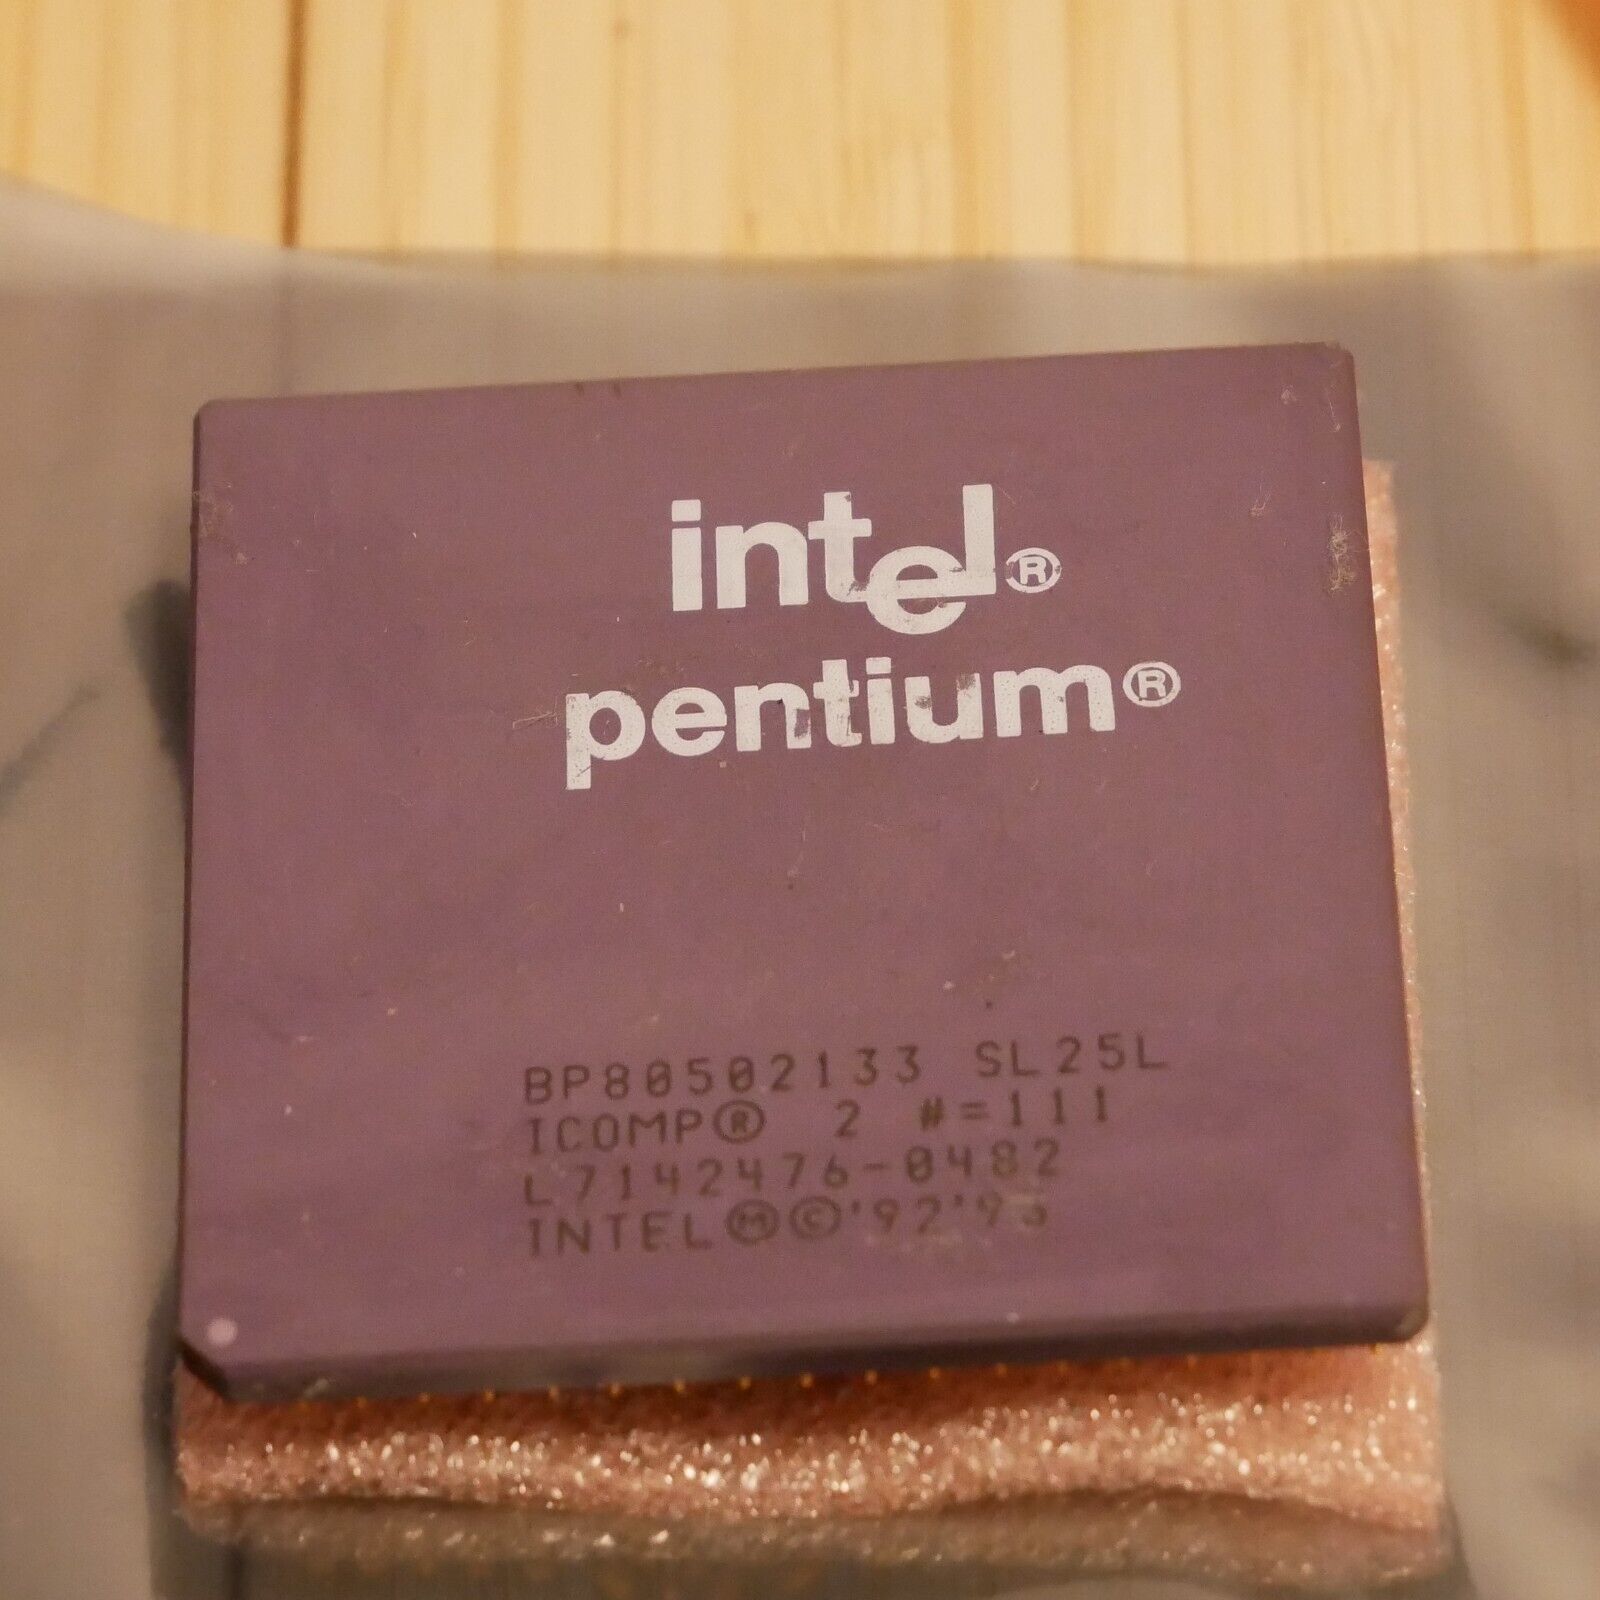 intel®
pentium®
BP80502133 SL25L
ICOMP® 2 #=111
L7142476-0482
INTEL Ⓜ©'92'93